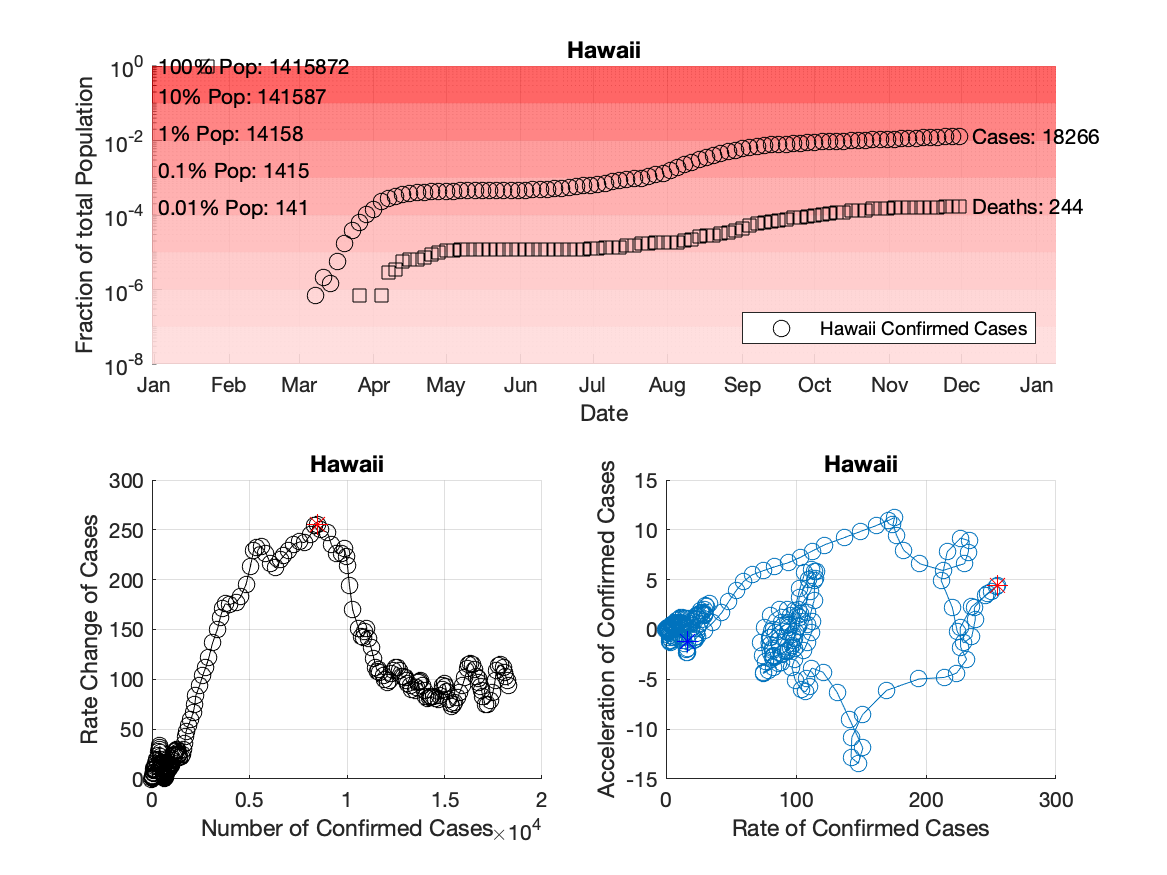 Hawaii
10^0
10^-2
10^-4
10^-6
10^-8
Fraction of total Population
100% Pop: 1415872
10% Pop: 141587
1% Pop: 14158
0.1% Pop: 1415
0.01% Pop: 141
Cases: 18266
Deaths: 244
Hawaii Confirmed Cases
Jan Feb Mar Apr May Jun Jul Aug Sep Oct Nov Dec Jan
Date
Hawaii
300
250
200
150
100
50
0
Rate Change of Cases
0 0.5 1 1.5 2
Number of Confirmed Cases ×10^4
Hawaii
15
10
5
0
-5
-10
-15
Acceleration of Confirmed Cases
0 100 200 300
Rate of Confirmed Cases